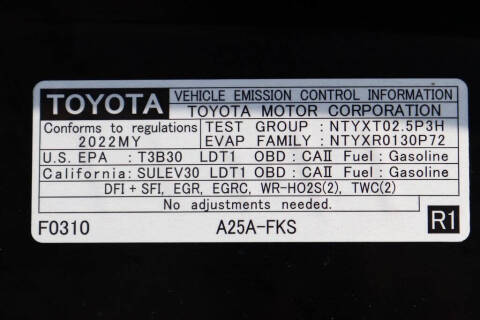 TOYOTA VEHICLE EMISSION CONTROL INFORMATION
TOYOTA MOTOR CORPORATION
Conforms to regulations TEST GROUP : NTYXT02.5P3H
2022MY EVAP FAMILY : NTYXR0130P72
U.S. EPA : T3B30 LDT1 OBD : CAII Fuel : Gasoline
California : SULEV30 LDT1 OBD : CAII Fuel : Gasoline
DFI + SFI, EGR, EGRC, WR-HO2S(2), TWC(2)
No adjustments needed.
F0310 A25A-FKS R1